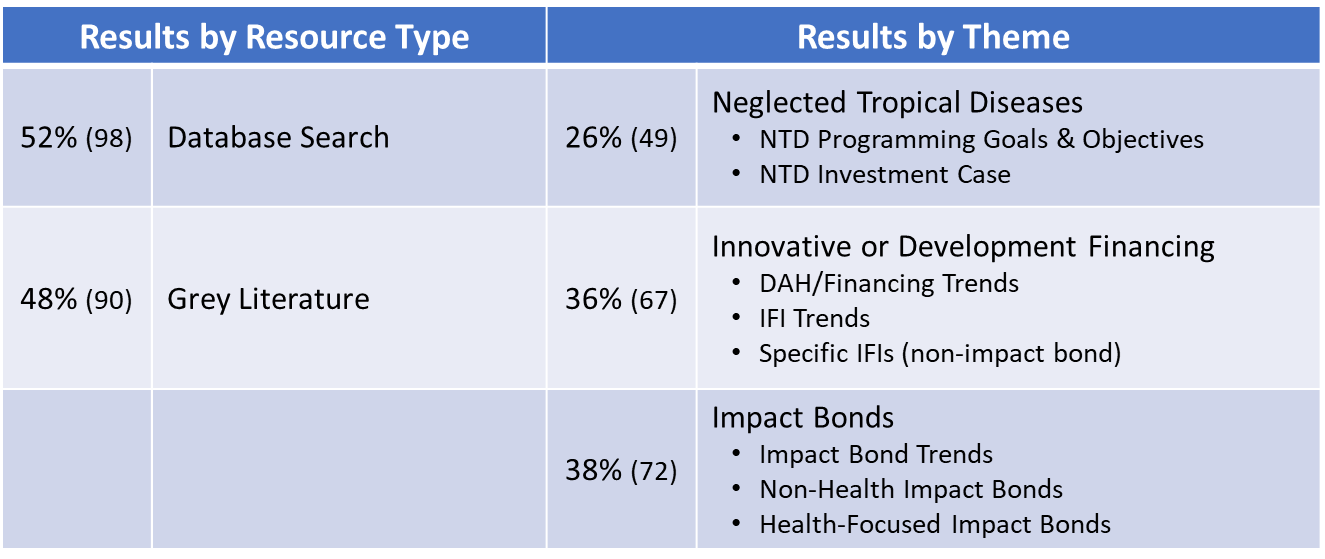 Results by Resource Type
Results by Theme
52% (98)
Database Search
26% (49)
Neglected Tropical Diseases
• NTD Programming Goals & Objectives
• NTD Investment Case
48% (90)
Grey Literature
36% (67)
Innovative or Development Financing
• DAH/Financing Trends
• IFI Trends
• Specific IFIs (non-impact bond)
38% (72)
Impact Bonds
• Impact Bond Trends
• Non-Health Impact Bonds
• Health-Focused Impact Bonds